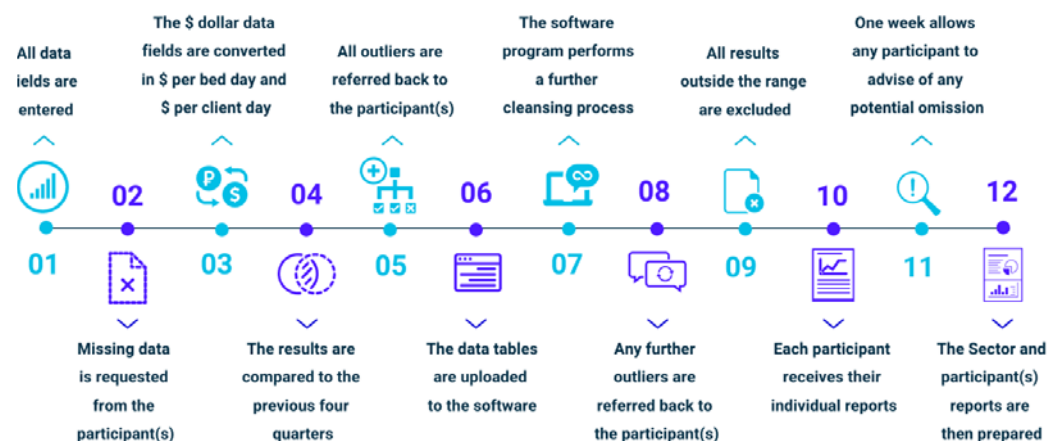 All data
ields are
entered
01
02
Missing data
is requested
from the
participant(s)
The $ dollar data
fields are converted
in $ per bed day and
$ per client day
03
04
The results are
compared to the
previous four
quarters
All outliers are
referred back to
the participant(s)
05
06
The data tables
are uploaded
to the software
The software
program performs
a further
cleansing process
07
08
Any further
outliers are
referred back to
the participant(s)
All results
outside the range
are excluded
09
10
Each participant
receives their
individual reports
One week allows
any participant to
advise of any
potential omission
11
12
The Sector and
participant(s)
reports are
then prepared